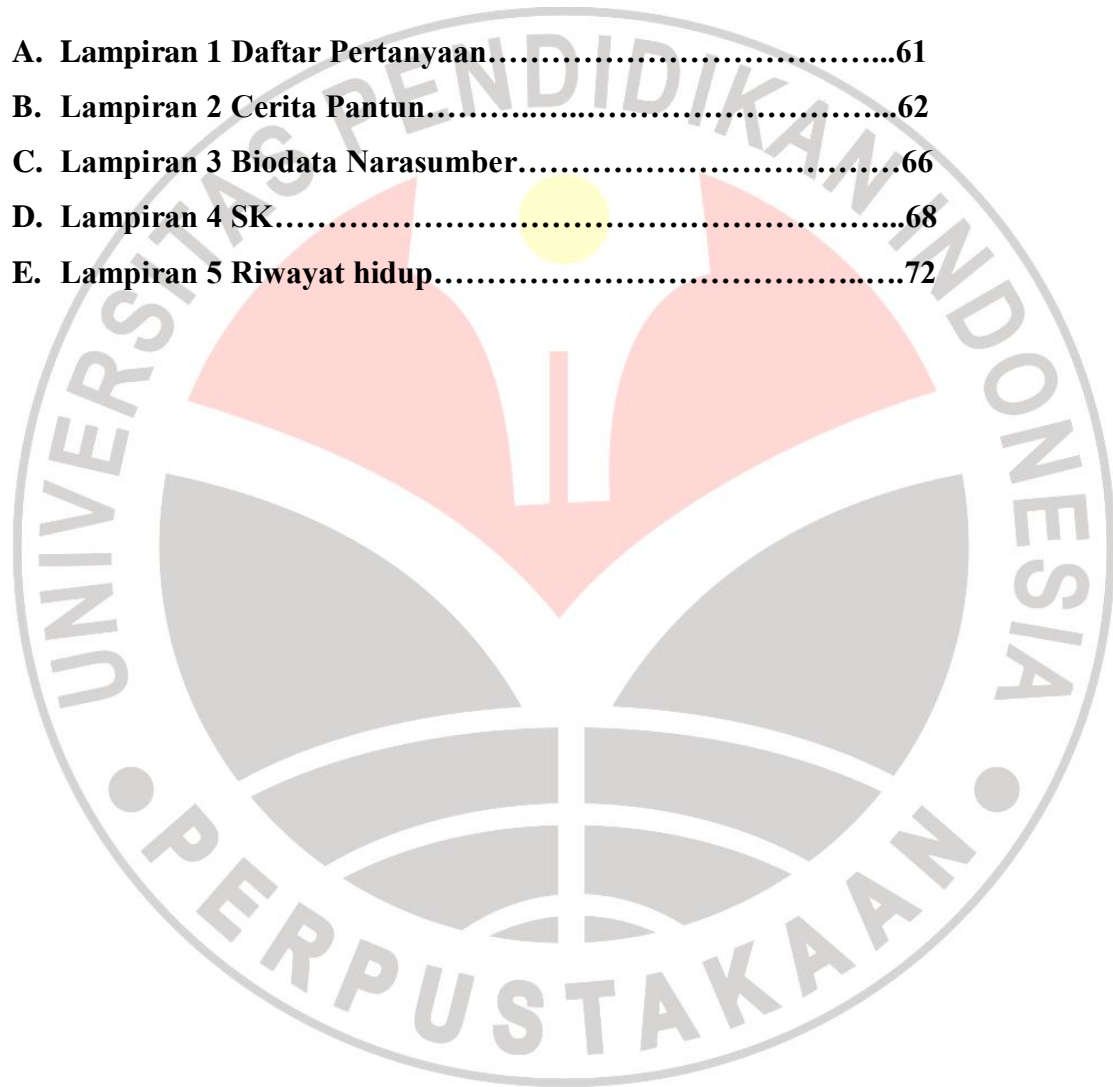 A. Lampiran 1 Daftar Pertanyaan……………………………...61
B. Lampiran 2 Cerita Pantun………..…..……………………...62
C. Lampiran 3 Biodata Narasumber……………………………66
D. Lampiran 4 SK………………………………………………...68
E. Lampiran 5 Riwayat hidup………………………………..….72
UNIVERSITAS PENDIDIKAN INDONESIA
PERPUSTAKAAN